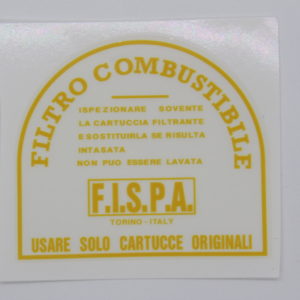 FILTRO COMBUSTIBILE
ISPEZIONARE SOVENTE
LA CARTUCCIA FILTRANTE
E SOSTITUIRLA SE RISULTA
INTASATA
NON PUO ESSERE LAVATA
F.I.S.P.A.
TORINO-ITALY
USARE SOLO CARTUCCE ORIGINALI